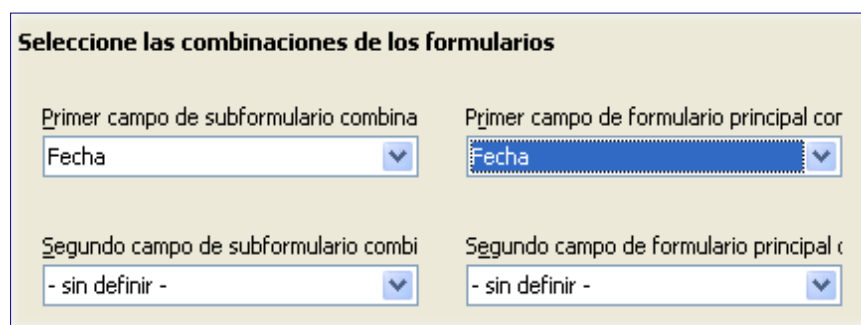 Seleccione las combinaciones de los formularios
Primer campo de subformulario combina
Primer campo de formulario principal cor
Fecha
Fecha
Segundo campo de subformulario combi
Segundo campo de formulario principal c
- sin definir -
- sin definir -